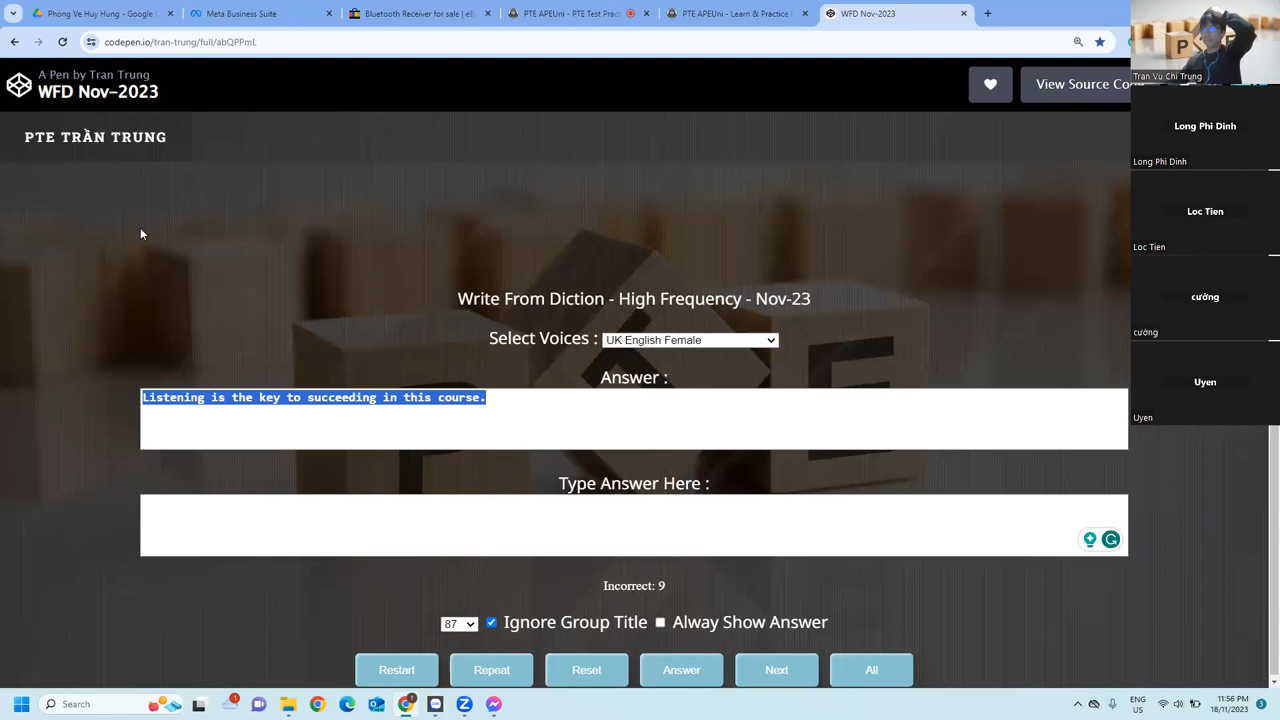 Phong Ve Huy Hung - Google
Meta Business Suite
Bluetooth Receiver for sale | eB
PTE APEUni - PTE Test Prac
PTE APEUni - Learn & Practice
WFD Nov-2023
codepen.io/tran-trung/full/abQPPmL
A Pen by Tran Trung
WFD Nov-2023
View Source Co
PTE TRẦN TRUNG
Write From Diction - High Frequency - Nov-23
Select Voices : UK English Female
Answer :
Listening is the key to succeeding in this course.
Type Answer Here :
Incorrect: 9
87 Ignore Group Title Alway Show Answer
Restart Repeat Reset Answer Next All
P
Tran Vu Chi Trung
Long Phi Dinh
Long Phi Dinh
Loc Tien
Loc Tien
cường
cường
Uyen
Uyen
P
E
Search
1
1
ENG
US
11:56 PM
18/11/2023
3